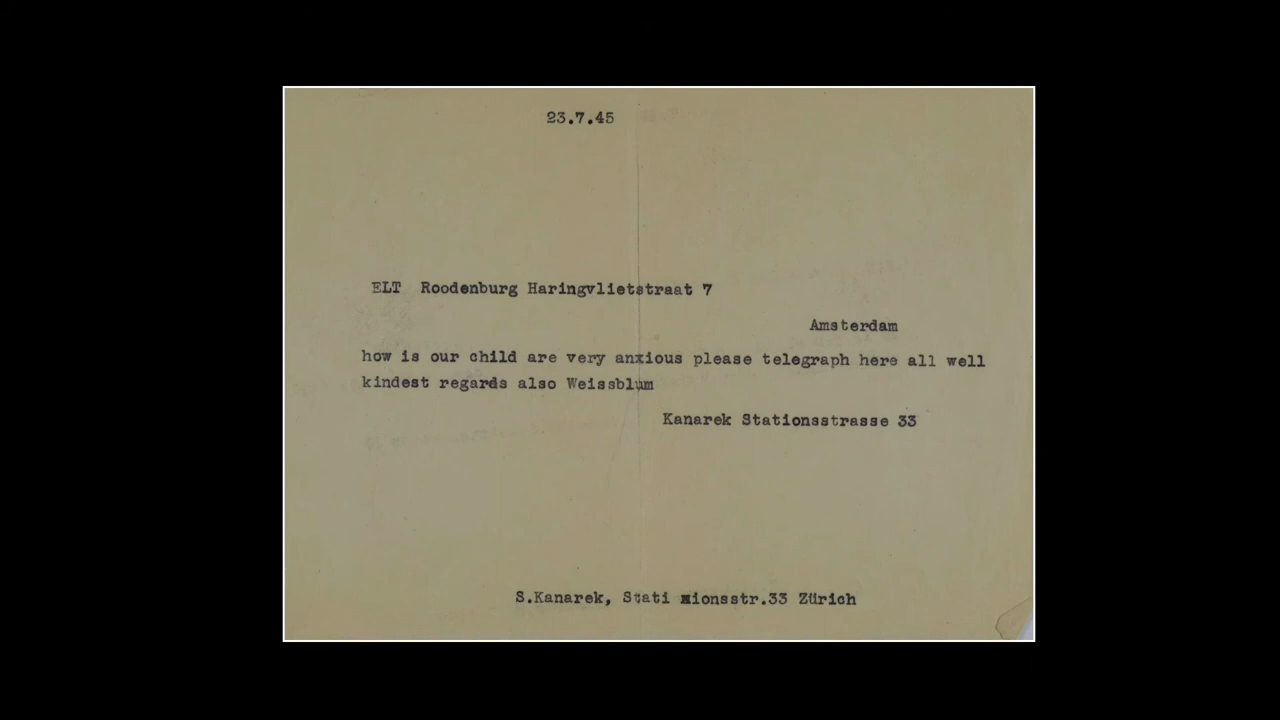 23.7.45
ELT Roodenburg Haringvlietstraat 7
Amsterdam
how is our child are very anxious please telegraph here all well
kindest regards also Weissblum
Kanarek Stationsstrasse 33
S.Kanarek, Stati xionsstr.33 Zürich